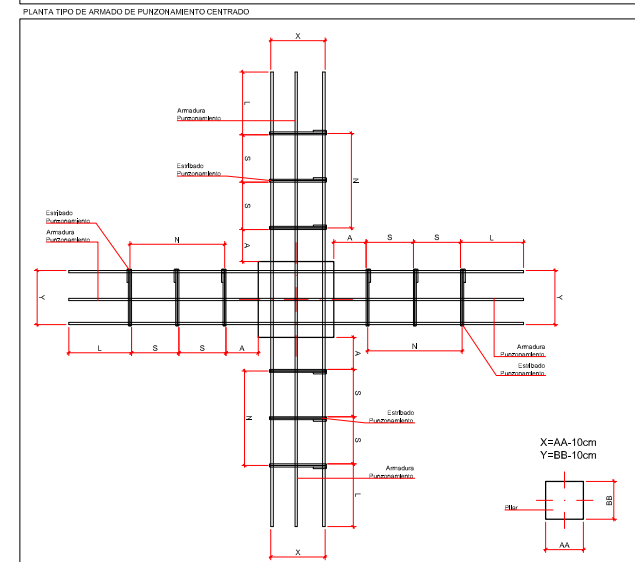 PLANTA TIPO DE ARMADO DE PUNZONAMIENTO CENTRADO
X
L
Armadura
Punzonamiento
S
N
Estribado
Punzonamiento
S
Estribado
Punzonamiento
Armadura
Punzonamiento
N
A
A
S
S
L
Y
Y
L
S
S
A
N
A
Armadura
Punzonamiento
Estribado
Punzonamiento
N
S
Estribado
Punzonamiento
S
X=AA-10cm
Y=BB-10cm
Armadura
Punzonamiento
L
Pilar
BB
AA
X